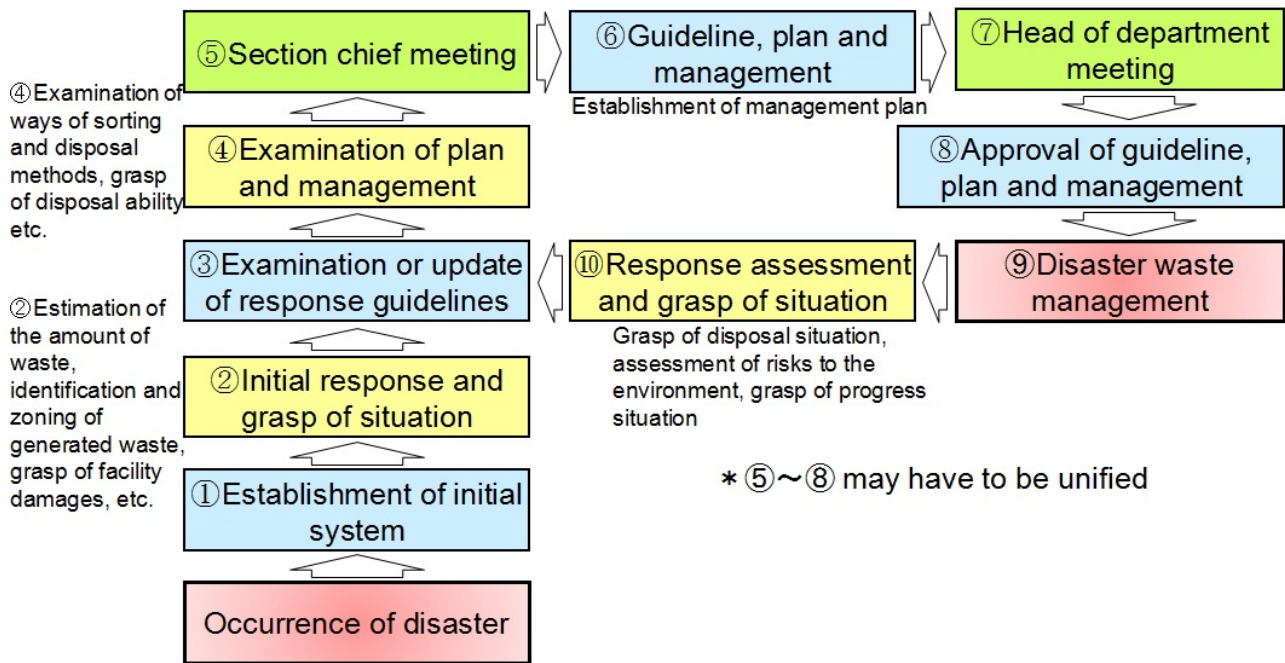 ⑤Section chief meeting
⑥Guideline, plan and
management
Establishment of management plan
⑦Head of department
meeting
④Examination of
ways of sorting
and disposal
methods, grasp
of disposal ability
etc.
④Examination of plan
and management
⑧Approval of guideline,
plan and management
③Examination or update
of response guidelines
⑩Response assessment
and grasp of situation
Grasp of disposal situation,
assessment of risks to the
environment, grasp of progress
situation
⑨Disaster waste
management
②Estimation of
the amount of
waste,
identification and
zoning of
generated waste,
grasp of facility
damages, etc.
②Initial response and
grasp of situation
①Establishment of initial
system
* ⑤～⑧ may have to be unified
Occurrence of disaster